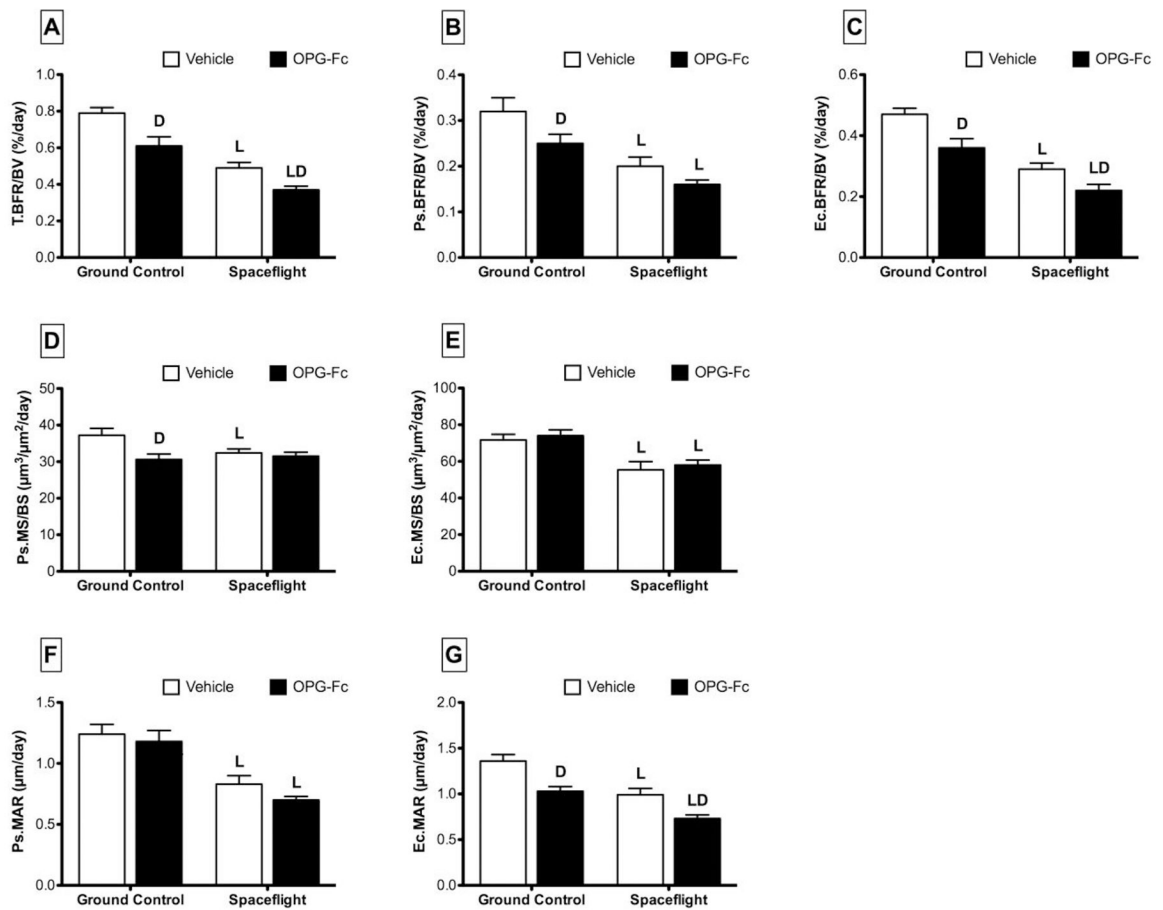 A
Vehicle OPG-Fc
T.BFR/BV (%/day)
1.0
0.8
0.6
0.4
0.2
0.0
D
L
LD
Ground Control Spaceflight
B
Vehicle OPG-Fc
Ps.BFR/BV (%/day)
0.4
0.3
0.2
0.1
0.0
D
L
L
Ground Control Spaceflight
C
Vehicle OPG-Fc
Ec.BFR/BV (%/day)
0.6
0.4
0.2
0.0
D
L
LD
Ground Control Spaceflight
D
Vehicle OPG-Fc
Ps.MS/BS (µm³/µm²/day)
50
40
30
20
10
0
D
L
Ground Control Spaceflight
E
Vehicle OPG-Fc
Ec.MS/BS (µm³/µm²/day)
100
80
60
40
20
0
L
L
Ground Control Spaceflight
F
Vehicle OPG-Fc
Ps.MAR (µm/day)
1.5
1.0
0.5
0.0
L
L
Ground Control Spaceflight
G
Vehicle OPG-Fc
Ec.MAR (µm/day)
2.0
1.5
1.0
0.5
0.0
D
L
LD
Ground Control Spaceflight